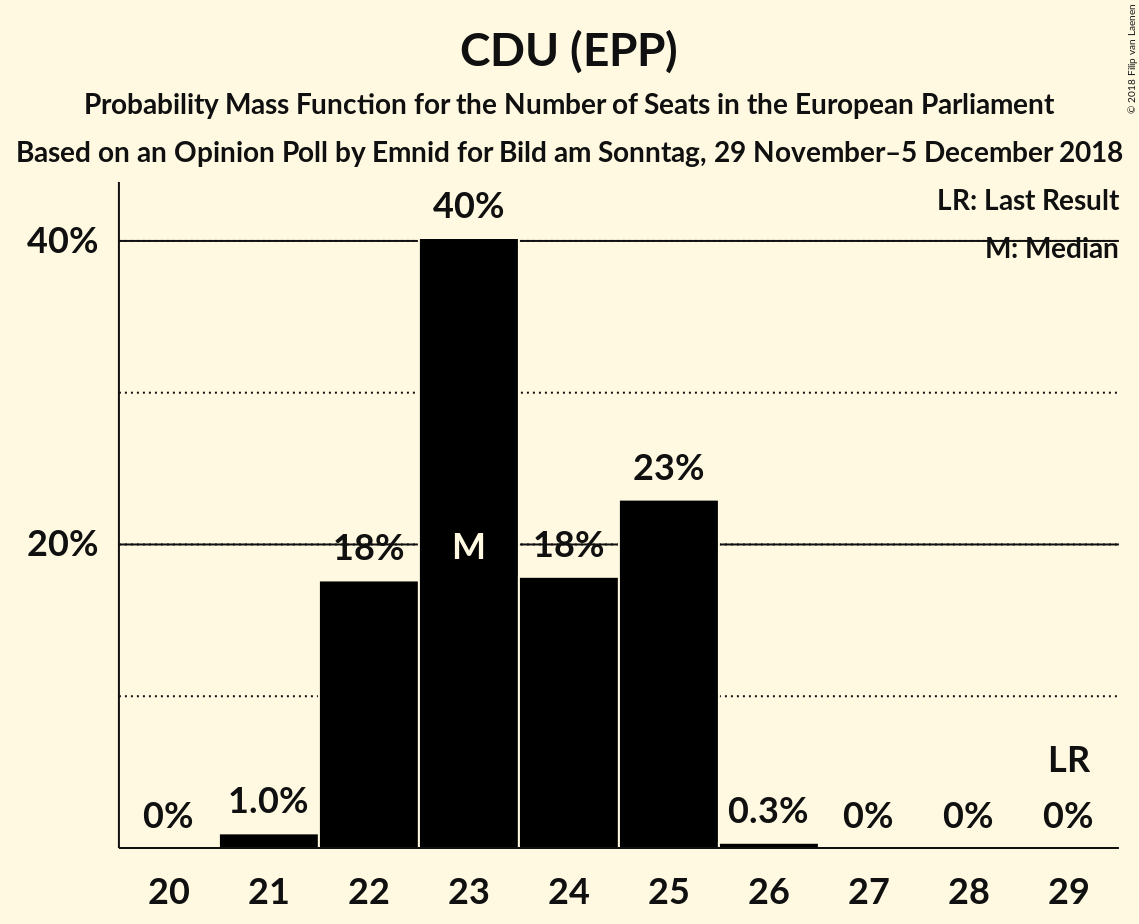 CDU (EPP)
Probability Mass Function for the Number of Seats in the European Parliament
Based on an Opinion Poll by Emnid for Bild am Sonntag, 29 November–5 December 2018
© 2018 Filip van Laenen
LR: Last Result
M: Median
40%
40%
23%
20%
18%
M
18%
LR
0%
1.0%
0.3%
0%
0%
0%
20 21 22 23 24 25 26 27 28 29